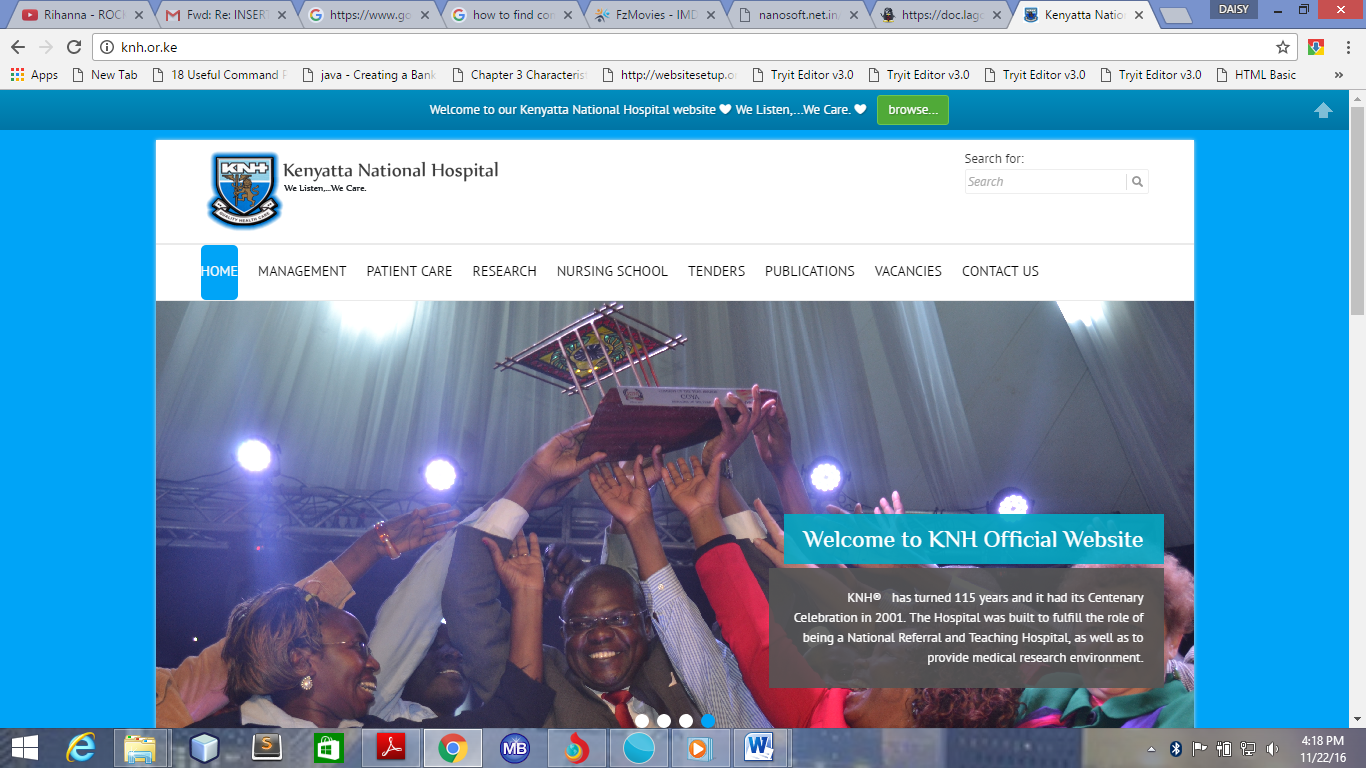 Rihanna - ROC
Fwd: Re: INSER
https://www.go
how to find con
FzMovies - IMD
nanosoft.net.in
https://doc.lag
Kenyatta Natio
DAISY
knh.or.ke
Apps
New Tab
18 Useful Command
java - Creating a Bank
Chapter 3 Characteris
http://websitesetup.o
Tryit Editor v3.0
Tryit Editor v3.0
Tryit Editor v3.0
Tryit Editor v3.0
HTML Basic
»
Welcome to our Kenyatta National Hospital website ♥ We Listen,...We Care. ♥
browse...
KNH
QUALITY HEALTH CARE
Kenyatta National Hospital
We Listen,...We Care.
Search for:
Search
HOME
MANAGEMENT
PATIENT CARE
RESEARCH
NURSING SCHOOL
TENDERS
PUBLICATIONS
VACANCIES
CONTACT US
Welcome to KNH Official Website
KNH® has turned 115 years and it had its Centenary
Celebration in 2001. The Hospital was built to fulfill the role of
being a National Referral and Teaching Hospital, as well as to
provide medical research environment.
S
MB
W
4:18 PM
11/22/16